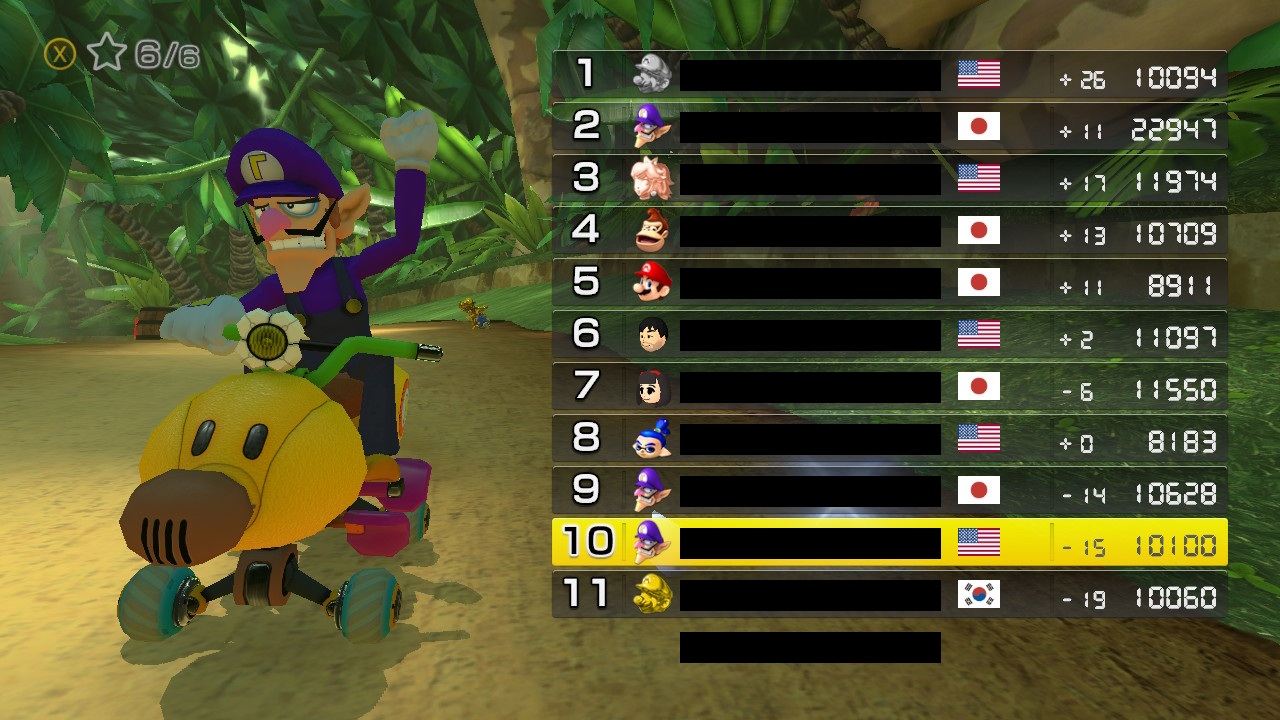 X 6/6
1 + 26 10094
2 + 11 22947
3 + 17 11974
4 + 13 10709
5 + 11 8911
6 + 2 11097
7 - 6 11550
8 + 0 8183
9 - 14 10628
10 - 15 10100
11 - 19 10060